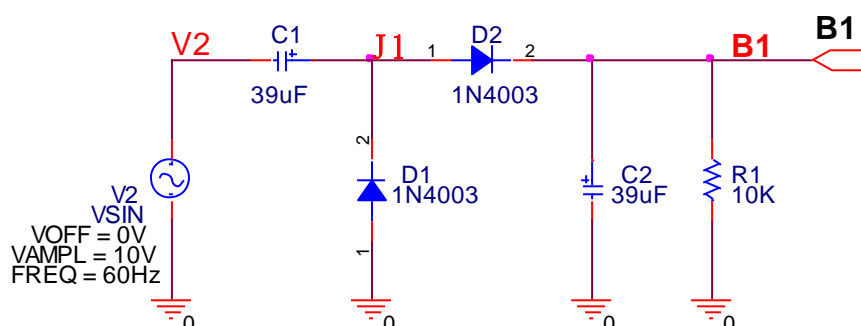 B1
V2
C1
+
J1
1
D2
2
B1
39uF
1N4003
2
V2
VSIN
VOFF = 0V
VAMPL = 10V
FREQ = 60Hz
D1
1N4003
+
C2
39uF
R1
10K
1
0
0
0
0